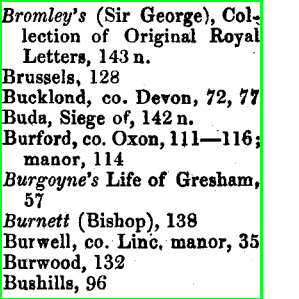 Bromley's (Sir George), Col-
lection of Original Royal
Letters, 143 n.
Brussels, 128
Bucklond, co. Devon, 72, 77
Buda, Siege of, 142 n.
Burford, co. Oxon, 111—116;
manor, 114
Burgoyne's Life of Gresham,
57
Burnett (Bishop), 138
Burwell, co. Linc. manor, 35
Burwood, 132
Bushills, 96